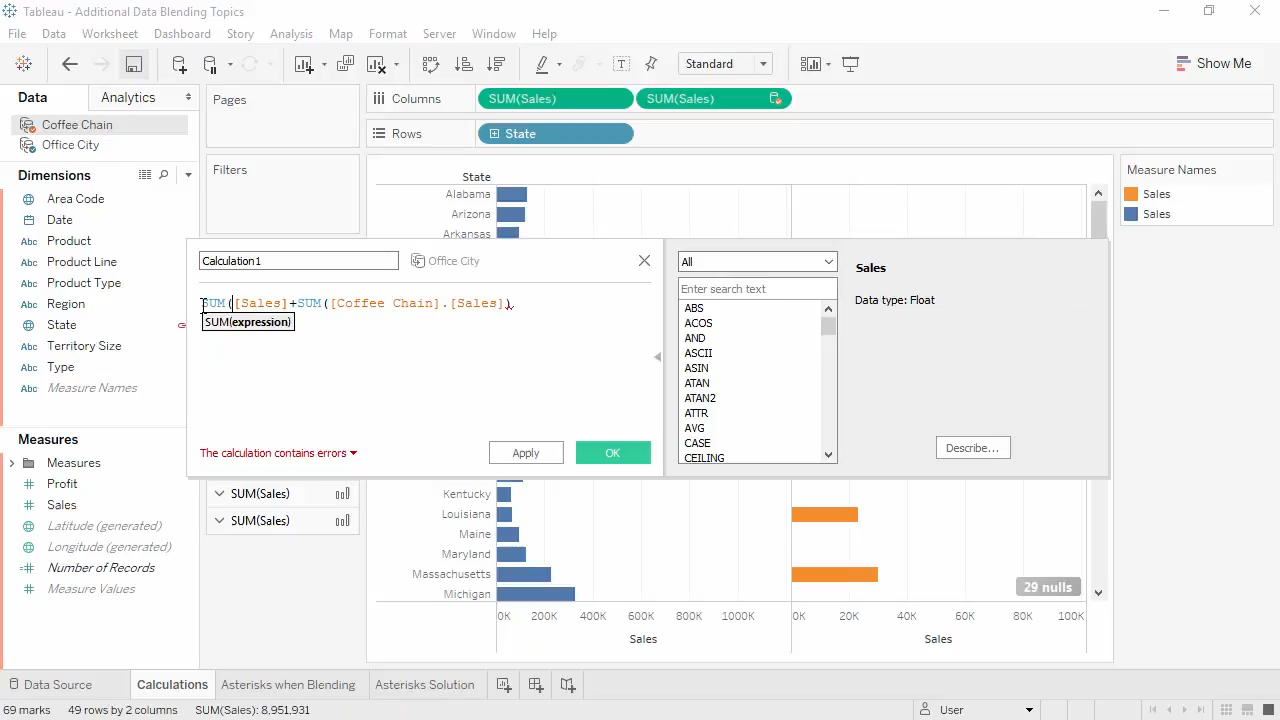 Tableau - Additional Data Blending Topics
File Data Worksheet Dashboard Story Analysis Map Format Server Window Help
Standard
Show Me
Data Analytics
Pages
Columns SUM(Sales) SUM(Sales)
Coffee Chain
Office City
Rows State
Filters
Measure Names
Sales
Sales
Dimensions
Area Code
Date
Abc Product
Abc Product Line
Abc Product Type
Abc Region
State
Abc Territory Size
Abc Type
Abc Measure Names
Measures
Measures
Profit
Sales
Latitude (generated)
Longitude (generated)
Number of Records
Measure Values
State
Alabama
Arizona
Arkansas
Calculation1 Office City
SUM([Sales]+SUM([Coffee Chain].[Sales])
SUM(expression)
The calculation contains errors
Apply OK
All
Enter search text
ABS
ACOS
AND
ASCII
ASIN
ATAN
ATAN2
ATTR
AVG
CASE
CEILING
Sales
Data type: Float
Describe...
SUM(Sales)
SUM(Sales)
Kentucky
Louisiana
Maine
Maryland
Massachusetts
Michigan
29 nulls
0K 200K 400K 600K 800K 1000K 0K 20K 40K 60K 80K 100K
Sales Sales
Data Source Calculations Asterisks when Blending Asterisks Solution
69 marks 49 rows by 2 columns SUM(Sales): 8,951,931 User